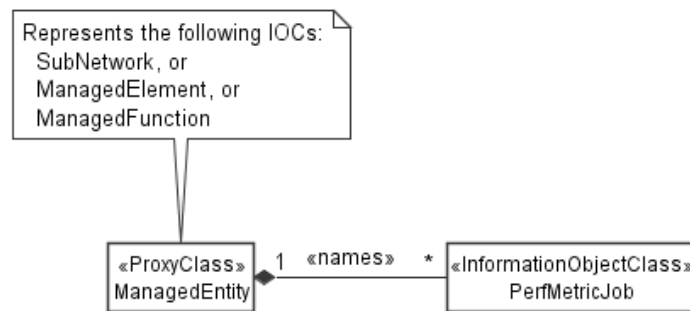 Represents the following IOCs:
SubNetwork, or
ManagedElement, or
ManagedFunction
«ProxyClass»
ManagedEntity
1 «names» *
«InformationObjectClass»
PerfMetricJob